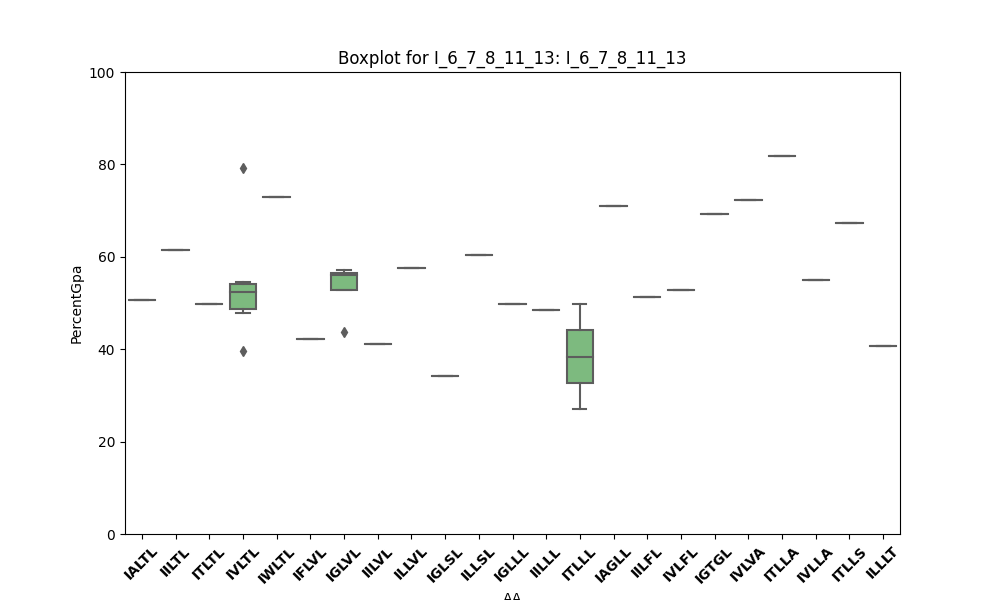 Boxplot for I_6_7_8_11_13: I_6_7_8_11_13
100
80
60
40
20
0
PercentGpa
IALTL IILTL ITLTL IVLTL IWLTL IFLVL IGLVL IILVL ILLVL IGLSL ILLSL IGLLL IILLL ITLLL IAGLL IILFL IVLFL IGTGL IVLVA ITLLA IVLLA ITLLS ILLLT
AA